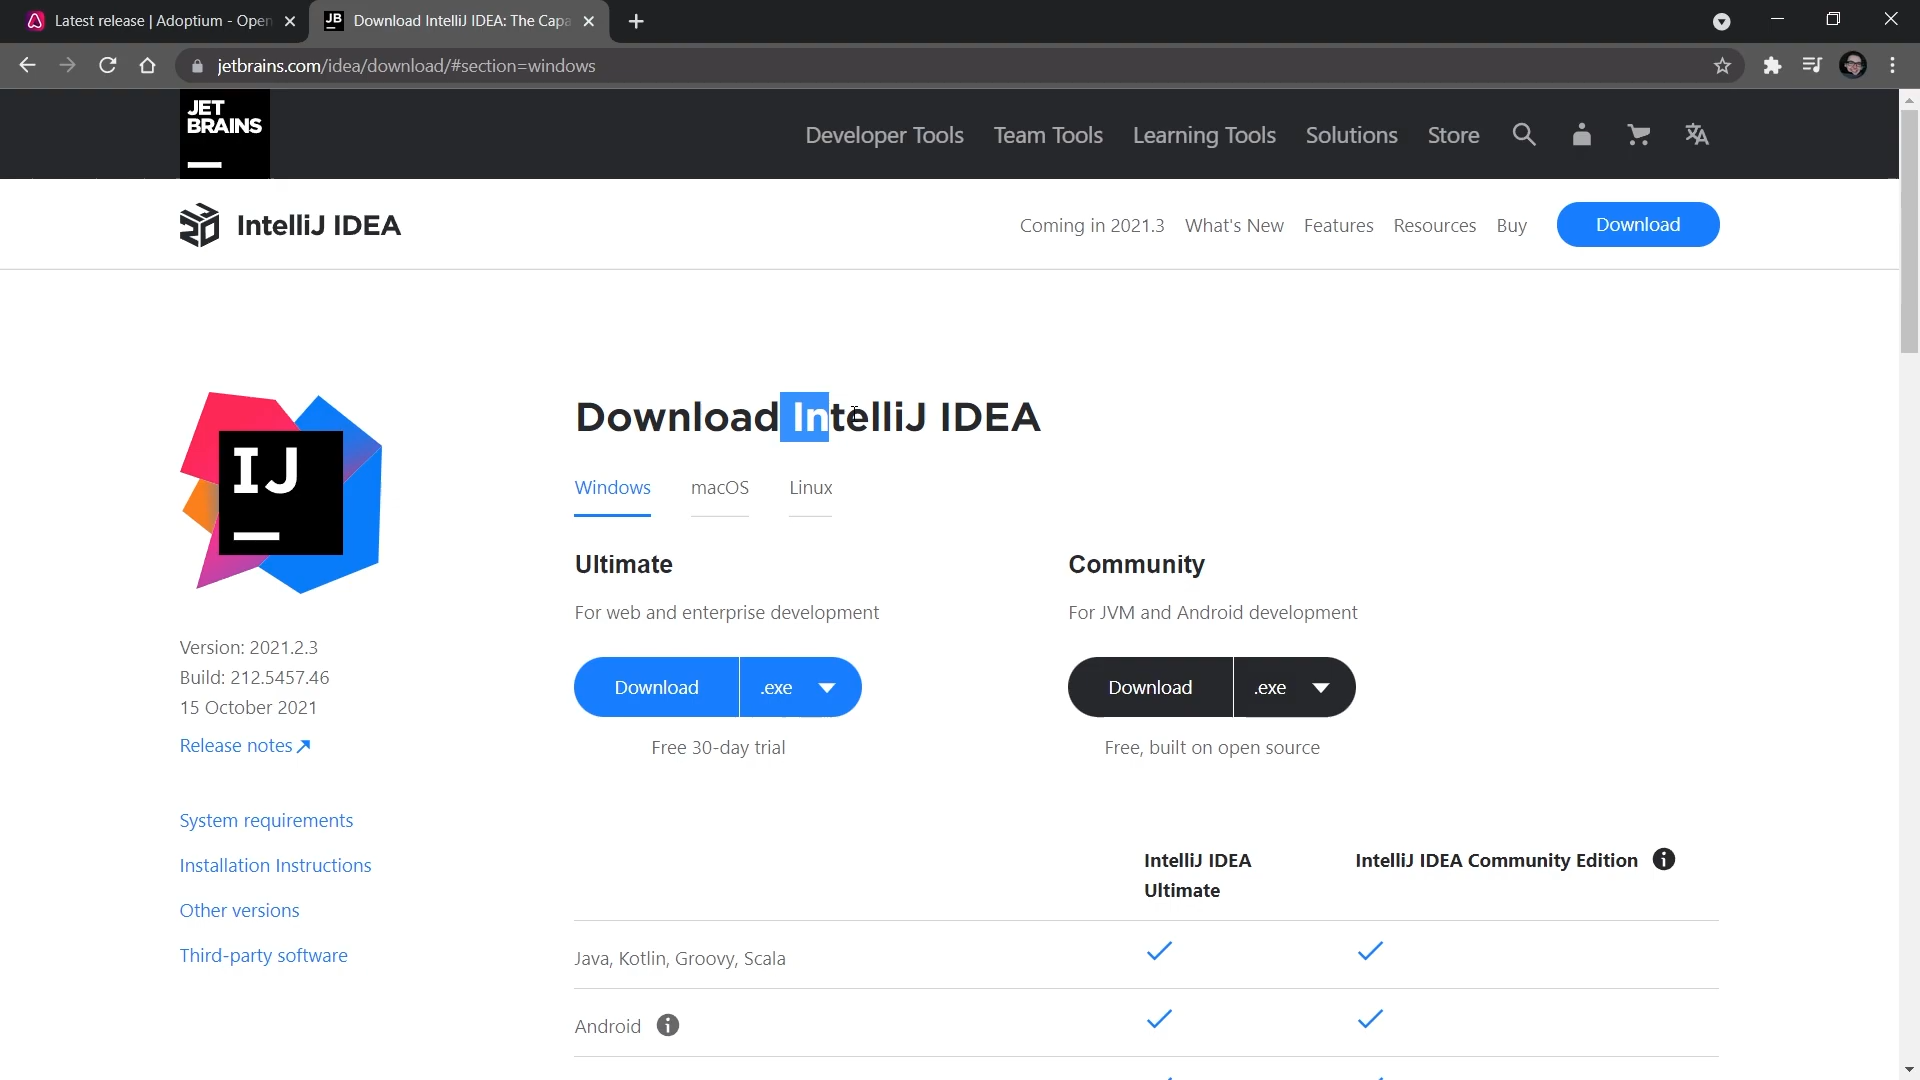 Latest release | Adoptium - Open
JB
Download IntelliJ IDEA: The Capa
jetbrains.com/idea/download/#section=windows
JET
BRAINS
Developer Tools
Team Tools
Learning Tools
Solutions
Store
IntelliJ IDEA
Coming in 2021.3
What's New
Features
Resources
Buy
Download
IJ
Download IntelliJ IDEA
Windows
macOS
Linux
Ultimate
Community
For web and enterprise development
For JVM and Android development
Download
.exe
Download
.exe
Free 30-day trial
Free, built on open source
Version: 2021.2.3
Build: 212.5457.46
15 October 2021
Release notes
System requirements
Installation Instructions
Other versions
Third-party software
IntelliJ IDEA
Ultimate
IntelliJ IDEA Community Edition
Java, Kotlin, Groovy, Scala
Android